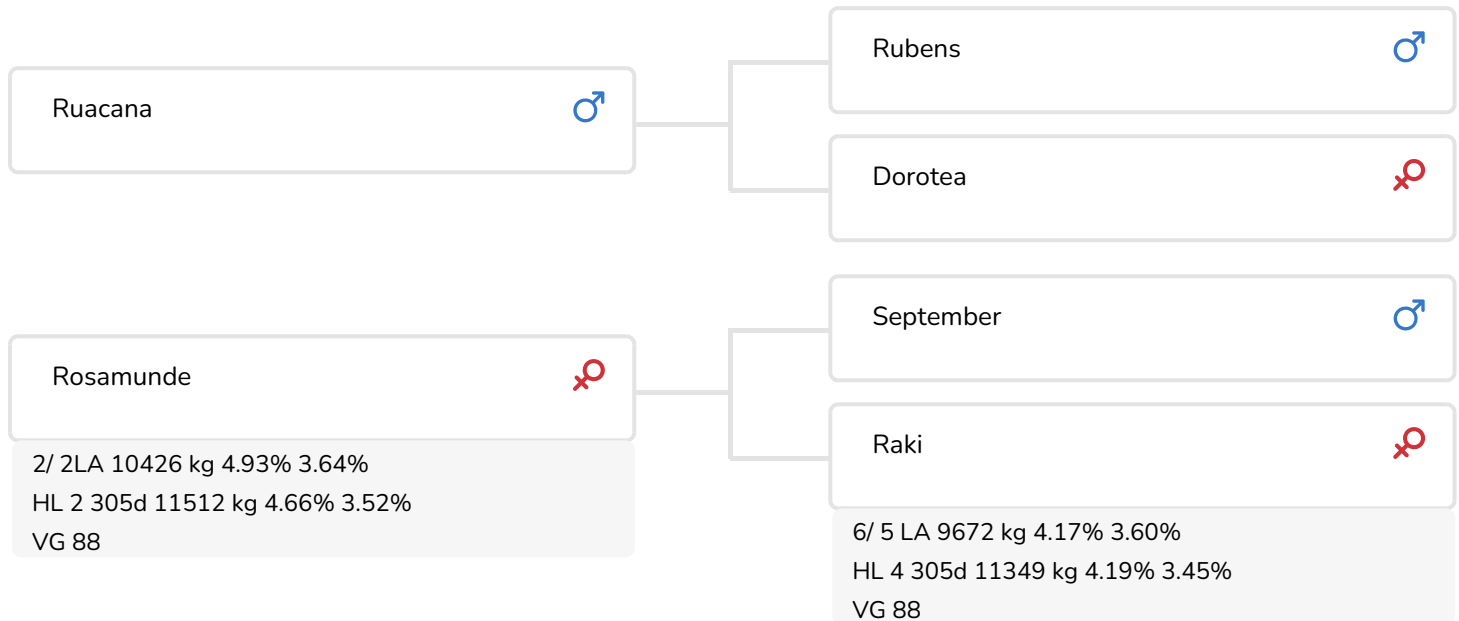 Rubens
Ruacana
Dorotea
September
Rosamunde
Raki
2/ 2LA 10426 kg 4.93% 3.64%
HL 2 305d 11512 kg 4.66% 3.52%
VG 88
6/ 5 LA 9672 kg 4.17% 3.60%
HL 4 305d 11349 kg 4.19% 3.45%
VG 88